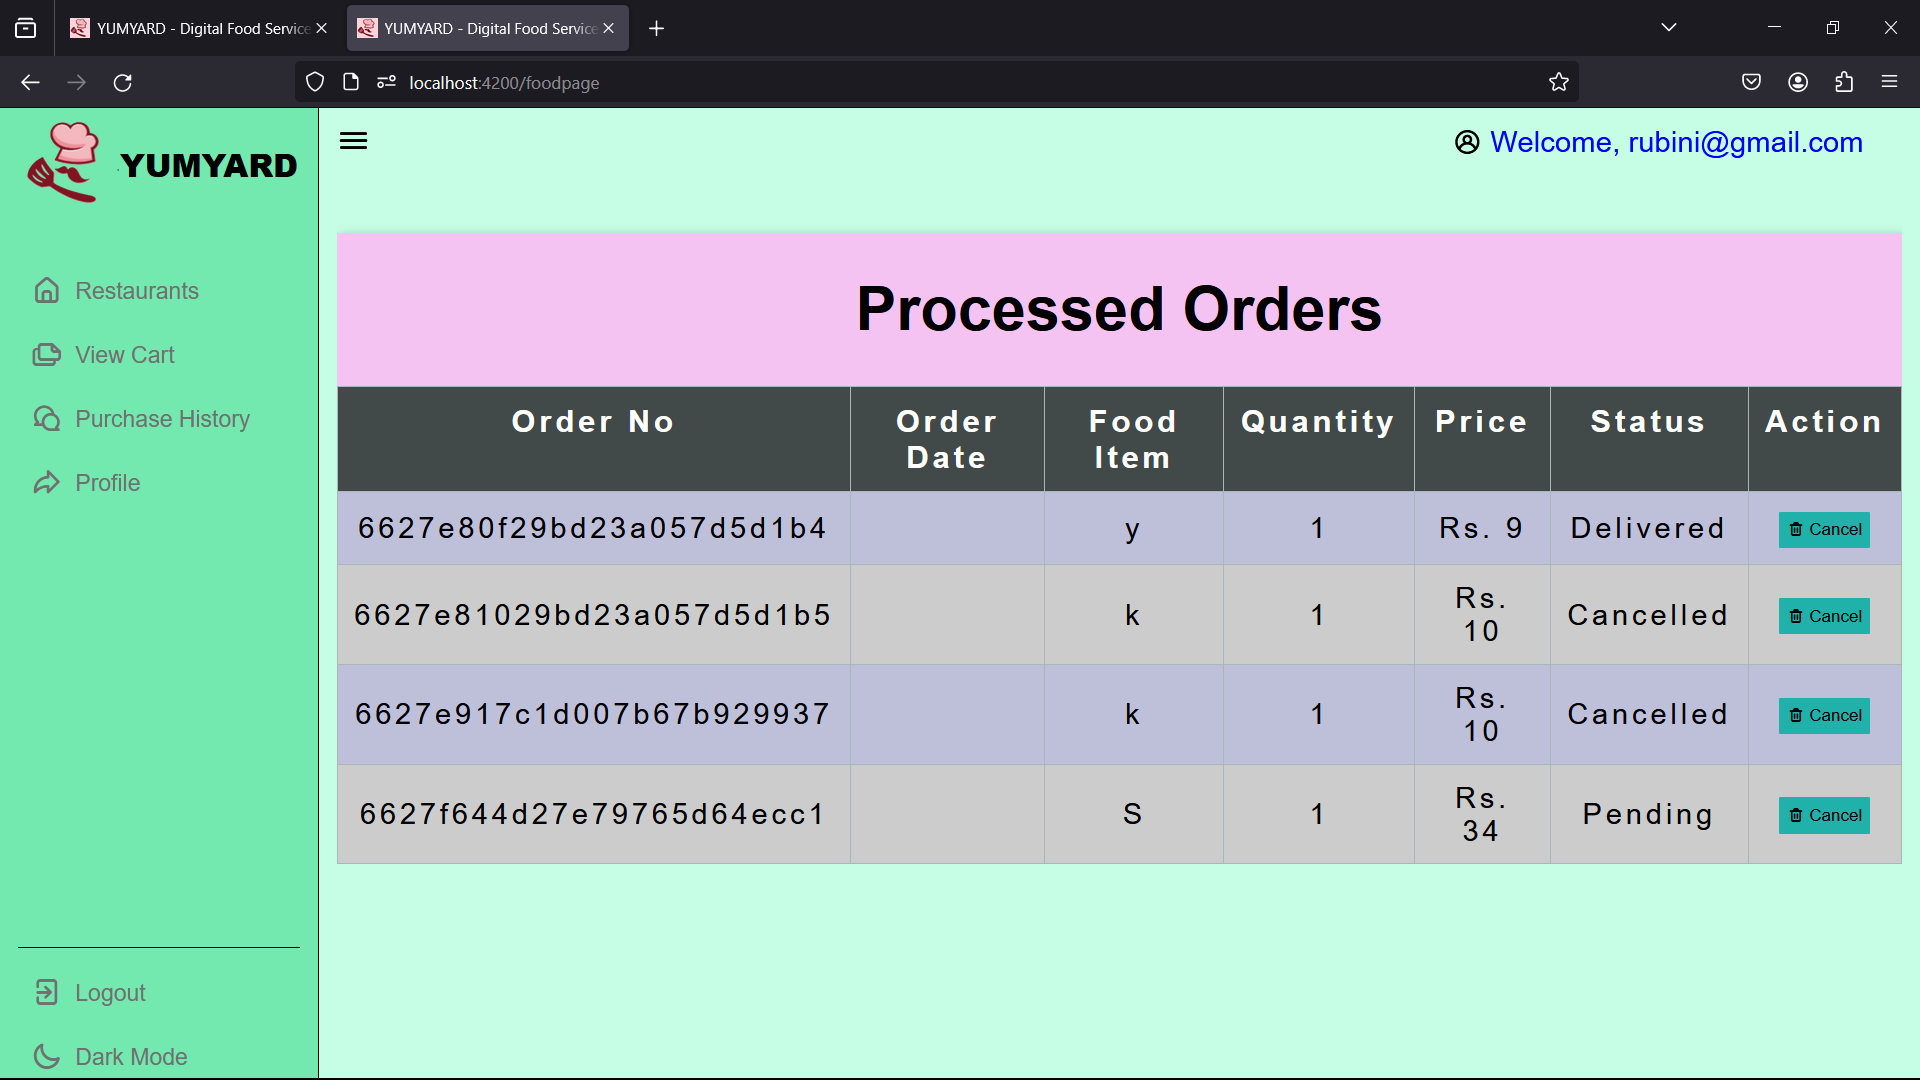 YUMYARD - Digital Food Service
YUMYARD - Digital Food Service
localhost:4200/foodpage
YUMYARD
Welcome, rubini@gmail.com
Restaurants
View Cart
Purchase History
Profile
Logout
Dark Mode
Processed Orders
Order No Order Date Food Item Quantity Price Status Action
6627e80f29bd23a057d5d1b4 y 1 Rs. 9 Delivered Cancel
6627e81029bd23a057d5d1b5 k 1 Rs. 10 Cancelled Cancel
6627e917c1d007b67b929937 k 1 Rs. 10 Cancelled Cancel
6627f644d27e79765d64ecc1 S 1 Rs. 34 Pending Cancel